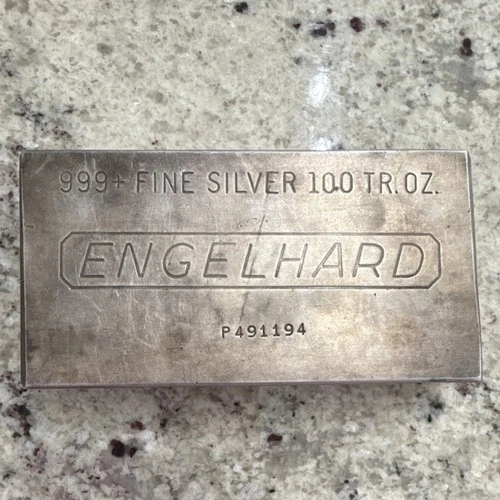 999+ FINE SILVER 100 TR.OZ.
ENGELHARD
P491194